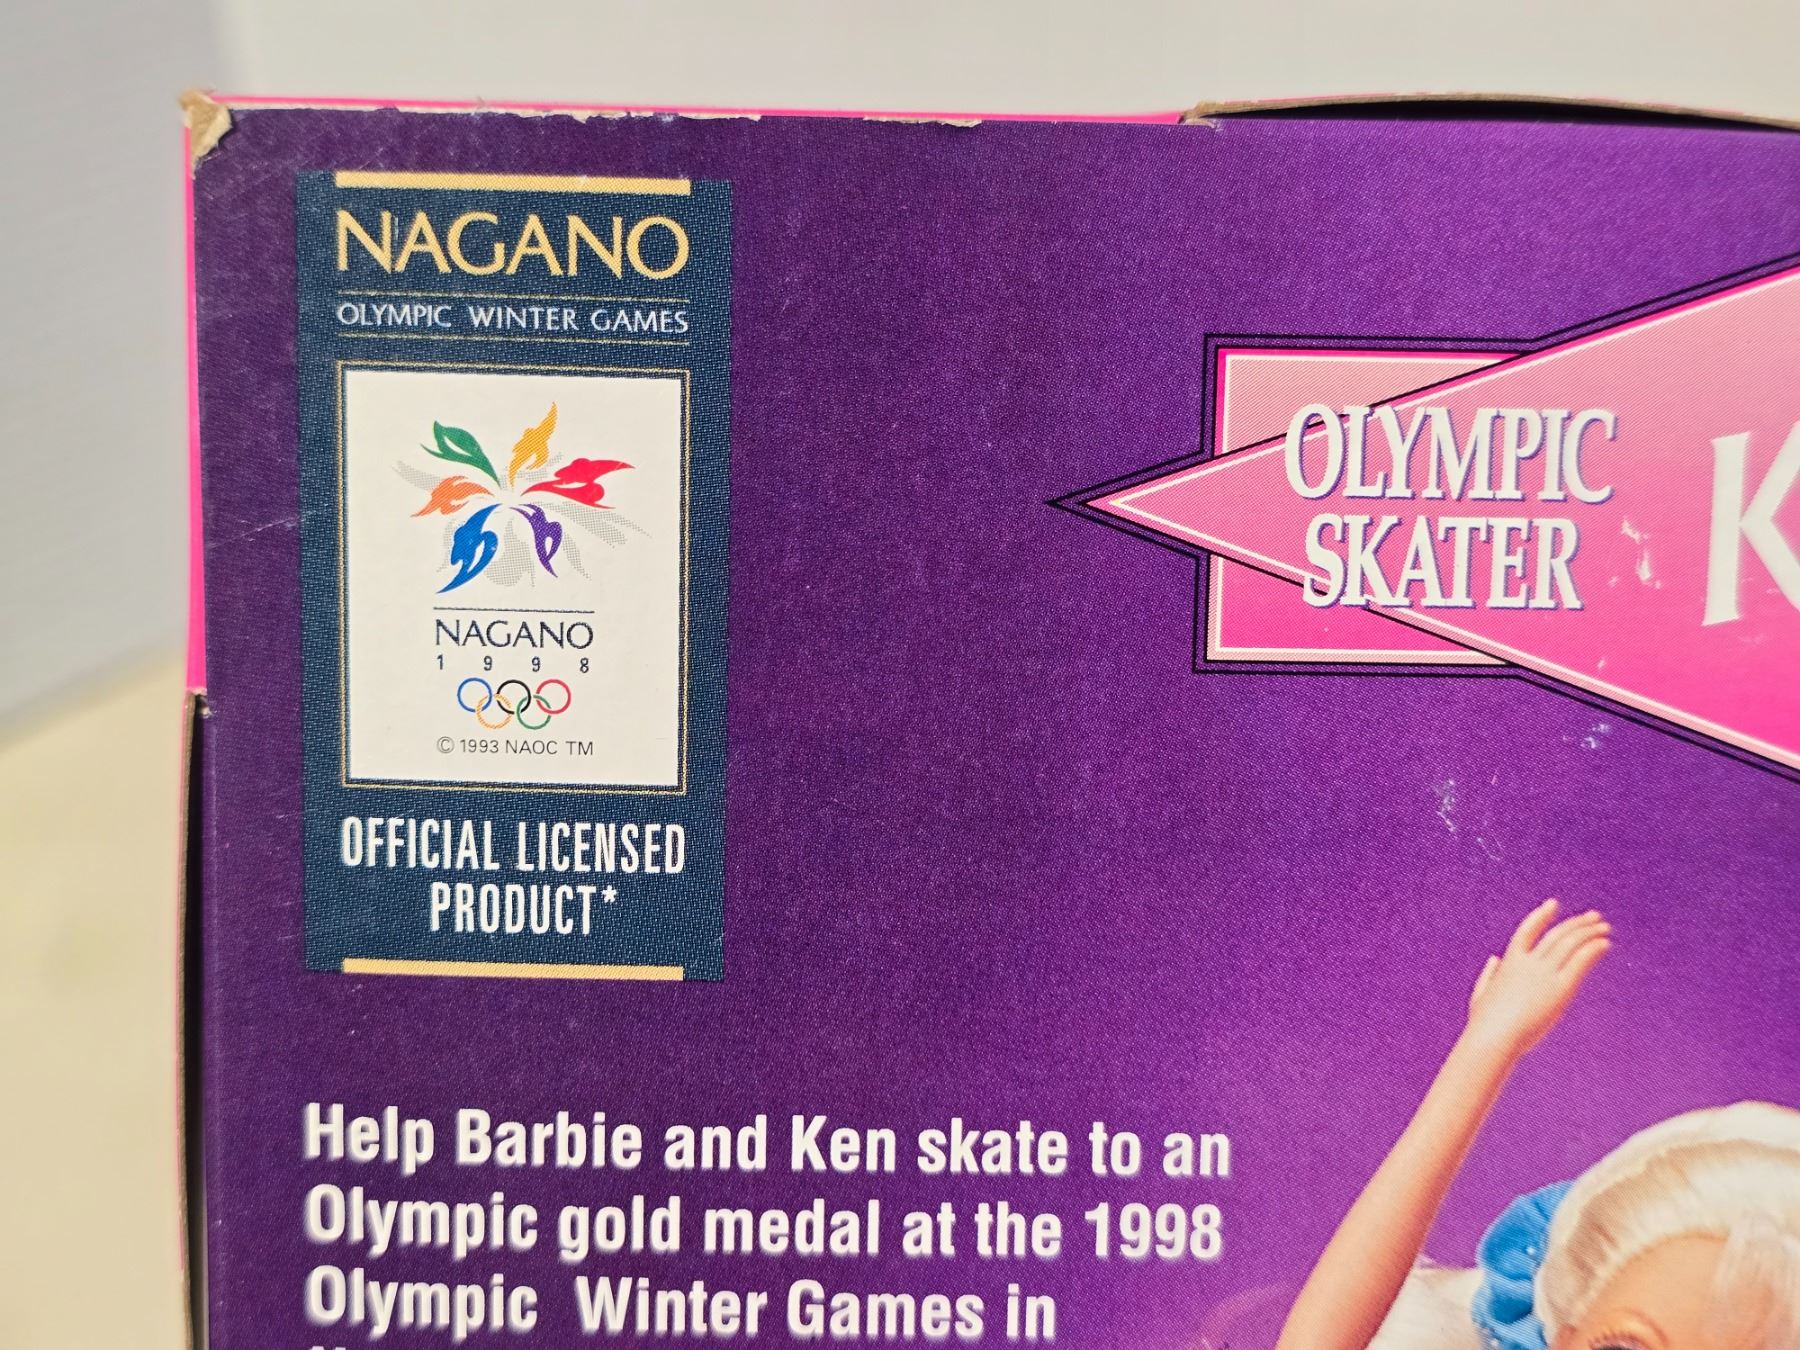 NAGANO
OLYMPIC WINTER GAMES
NAGANO
1 9 9 8
© 1993 NAOC TM
OFFICIAL LICENSED
PRODUCT*
OLYMPIC
SKATER
Help Barbie and Ken skate to an
Olympic gold medal at the 1998
Olympic Winter Games in